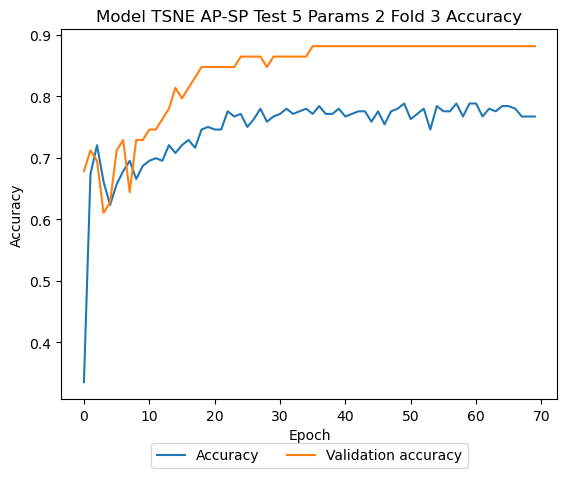 Model TSNE AP-SP Test 5 Params 2 Fold 3 Accuracy
0.9
0.8
0.7
0.6
0.5
0.4
Accuracy
0 10 20 30 40 50 60 70
Epoch
Accuracy Validation accuracy